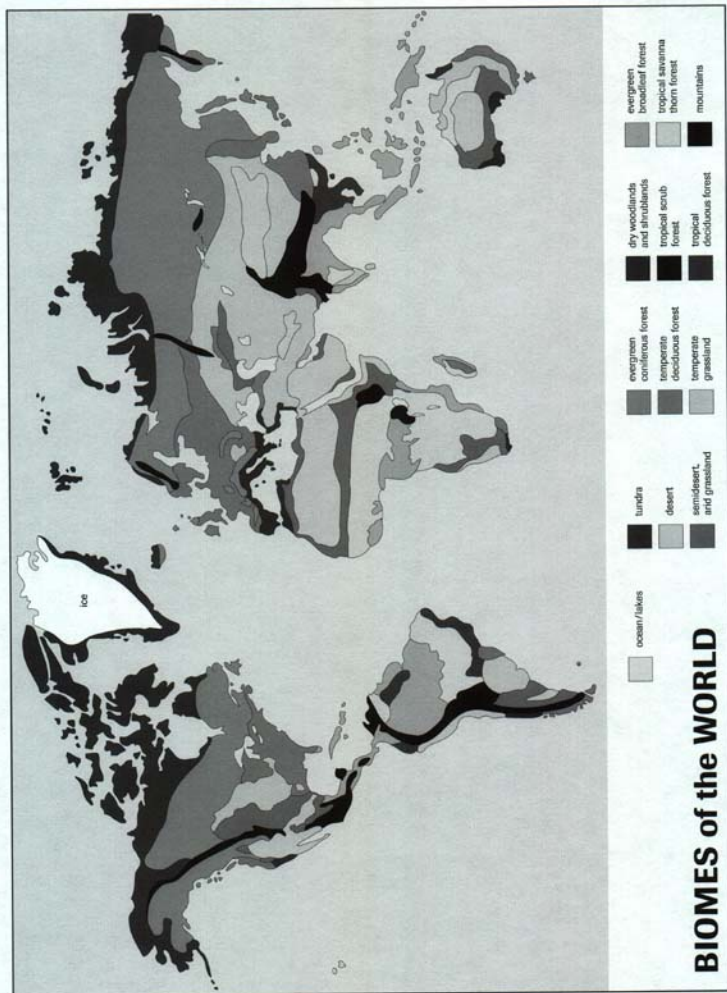 ice
BIOMES of the WORLD
ocean/lakes
tundra
desert
semidesert,
arid grassland
evergreen
coniferous forest
temperate
deciduous forest
temperate
grassland
dry woodlands
and shrublands
tropical scrub
forest
tropical
deciduous forest
evergreen
broadleaf forest
tropical savanna
thorn forest
mountains